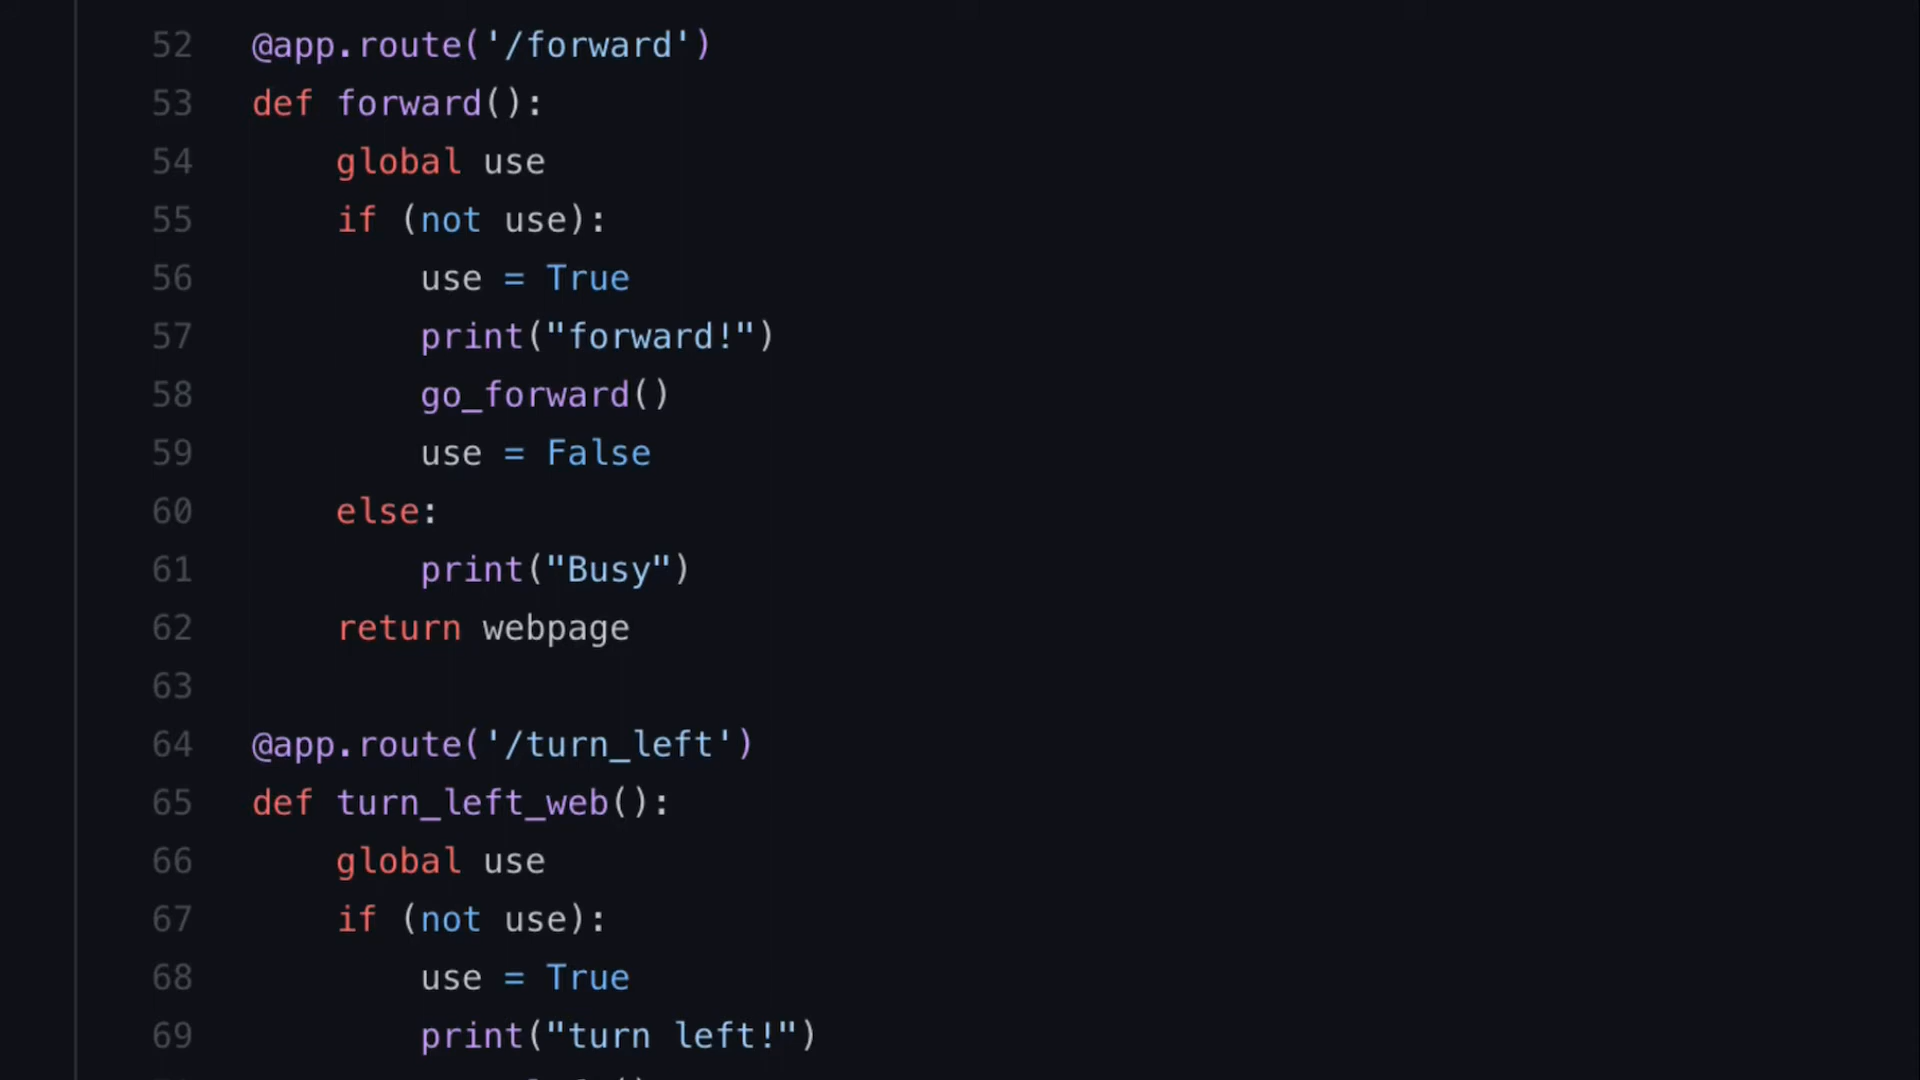 52 @app.route('/forward')
53 def forward():
54     global use
55     if (not use):
56         use = True
57         print("forward!")
58         go_forward()
59         use = False
60     else:
61         print("Busy")
62     return webpage
63
64 @app.route('/turn_left')
65 def turn_left_web():
66     global use
67     if (not use):
68         use = True
69         print("turn left!")